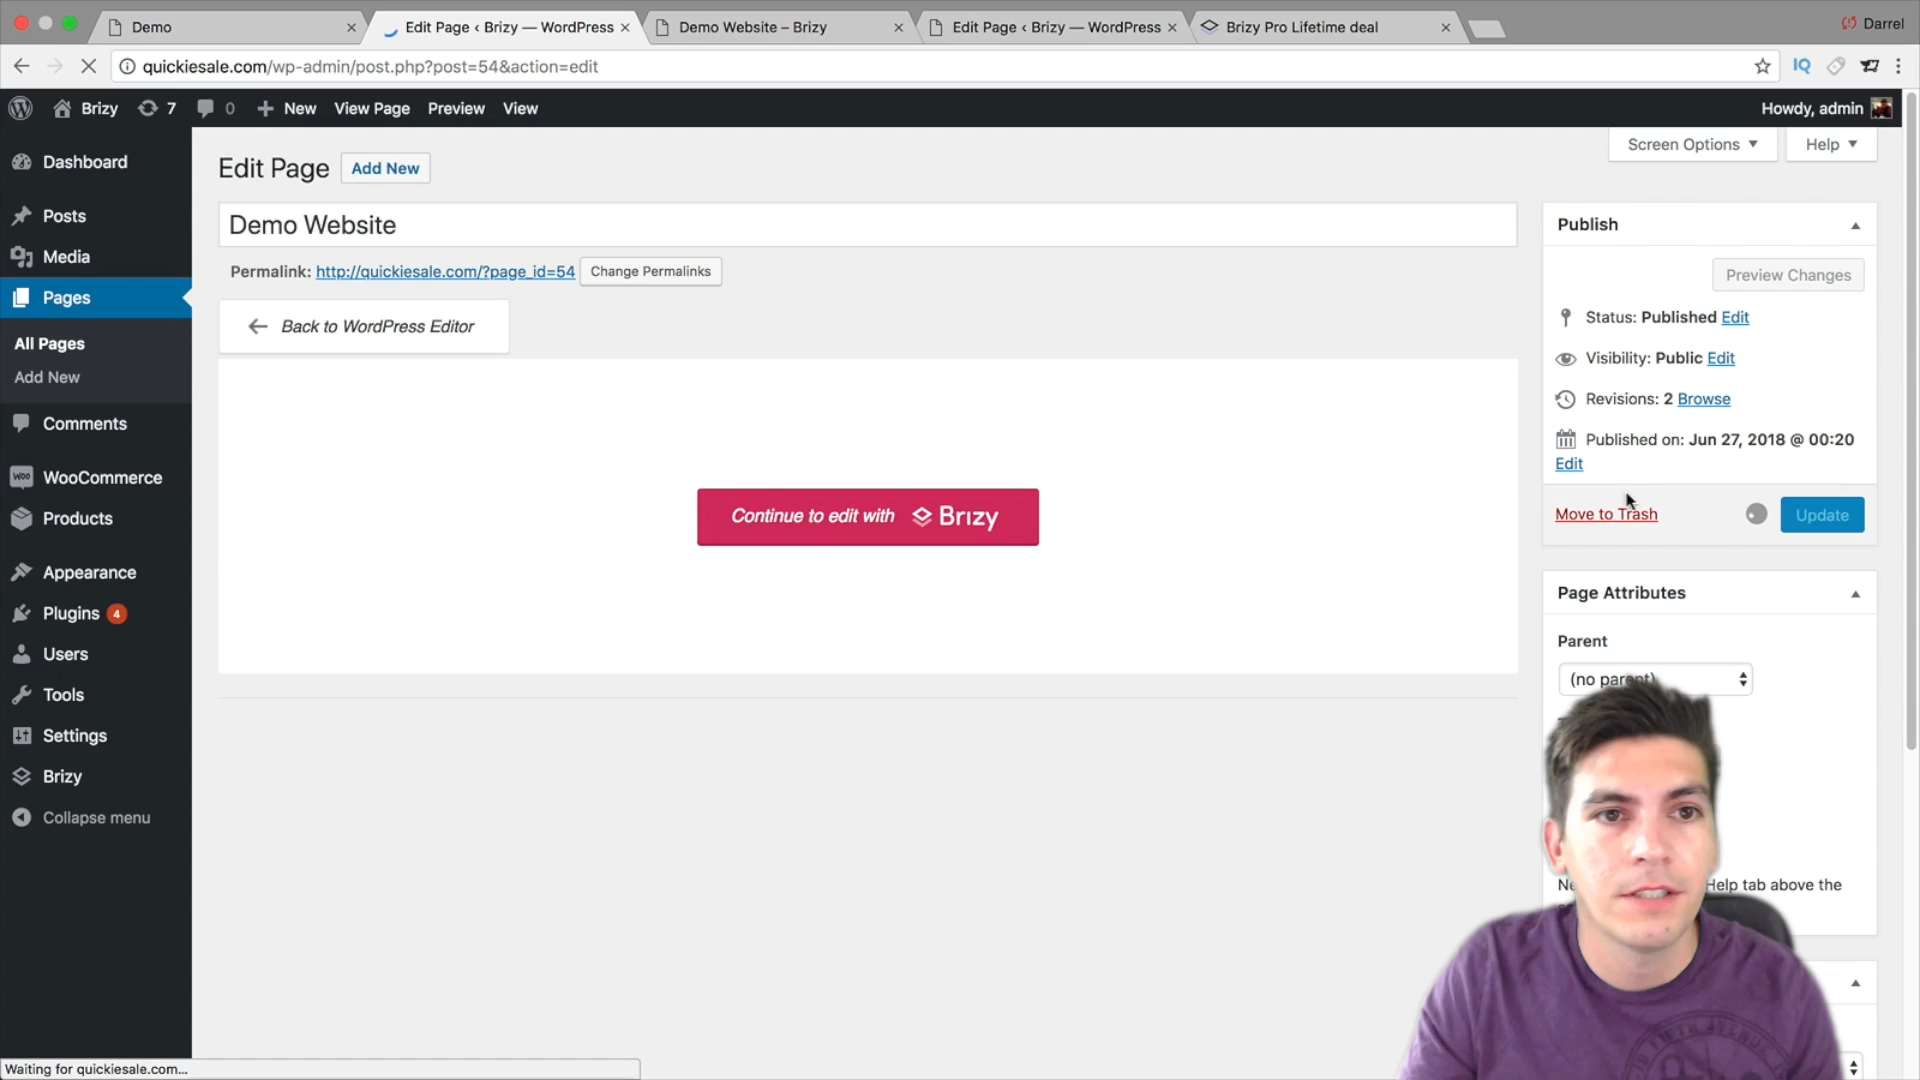 Demo
Edit Page ‹ Brizy — WordPress
Demo Website – Brizy
Edit Page ‹ Brizy — WordPress
Brizy Pro Lifetime deal
Darrel
quickiesale.com/wp-admin/post.php?post=54&action=edit
IQ
Brizy
7
0
New
View Page
Preview
View
Howdy, admin
Dashboard
Posts
Media
Pages
All Pages
Add New
Comments
WooCommerce
Products
Appearance
Plugins 4
Users
Tools
Settings
Brizy
Collapse menu
Screen Options
Help
Edit Page
Add New
Demo Website
Permalink: http://quickiesale.com/?page_id=54
Change Permalinks
Back to WordPress Editor
Continue to edit with Brizy
Publish
Preview Changes
Status: Published Edit
Visibility: Public Edit
Revisions: 2 Browse
Published on: Jun 27, 2018 @ 00:20
Edit
Move to Trash
Update
Page Attributes
Parent
(no parent)
Help tab above the
Waiting for quickiesale.com...